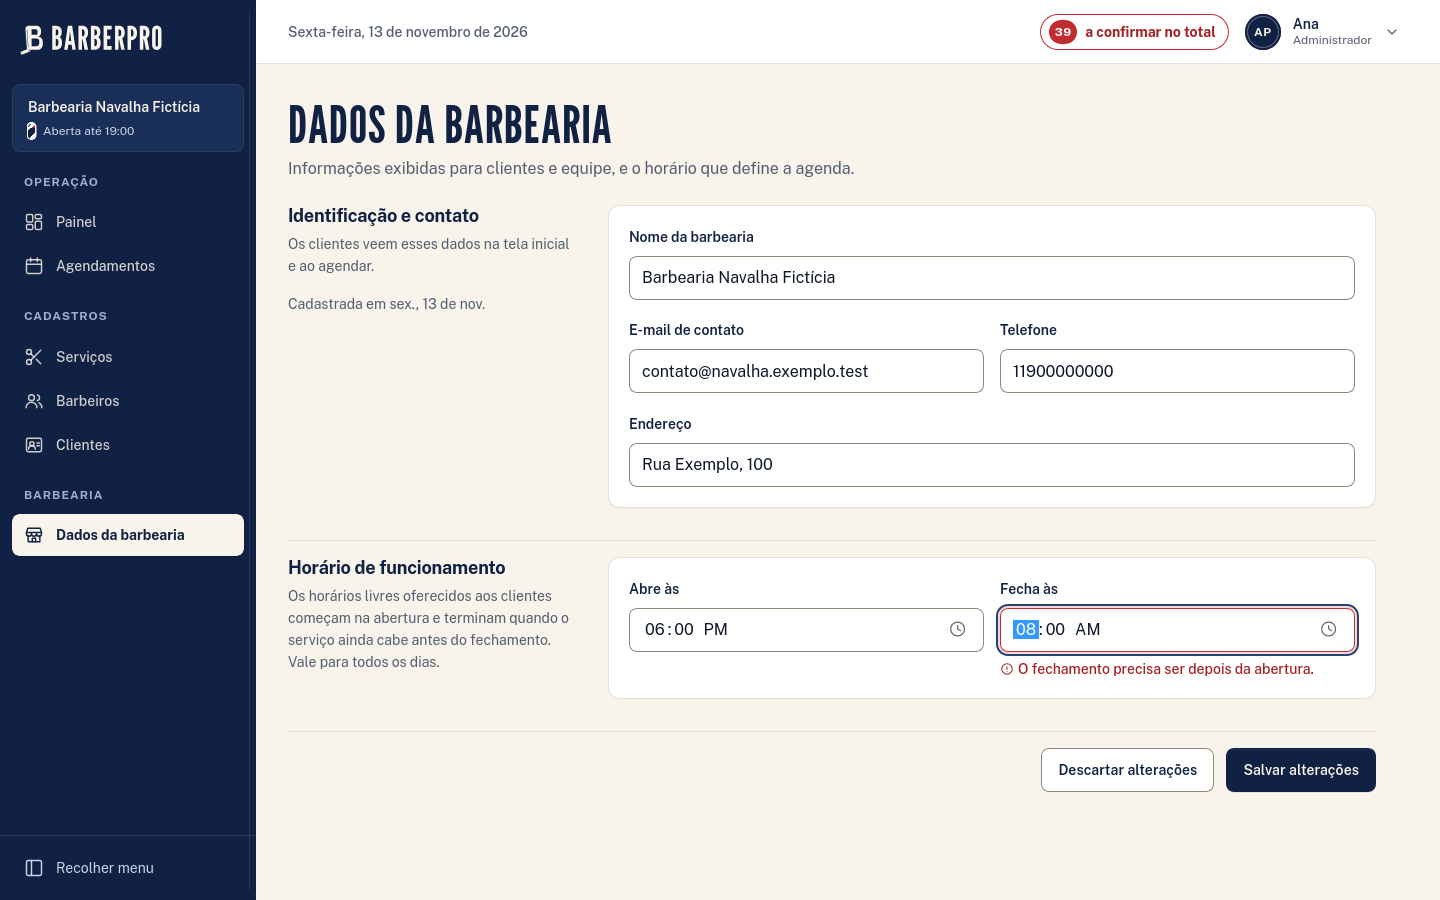 BARBERPRO
Barbearia Navalha Fictícia
Aberta até 19:00
OPERAÇÃO
Painel
Agendamentos
CADASTROS
Serviços
Barbeiros
Clientes
BARBEARIA
Dados da barbearia
Recolher menu
Sexta-feira, 13 de novembro de 2026
39 a confirmar no total
AP
Ana
Administrador
DADOS DA BARBEARIA
Informações exibidas para clientes e equipe, e o horário que define a agenda.
Identificação e contato
Os clientes veem esses dados na tela inicial
e ao agendar.
Cadastrada em sex., 13 de nov.
Nome da barbearia
Barbearia Navalha Fictícia
E-mail de contato
contato@navalha.exemplo.test
Telefone
11900000000
Endereço
Rua Exemplo, 100
Horário de funcionamento
Os horários livres oferecidos aos clientes
começam na abertura e terminam quando o
serviço ainda cabe antes do fechamento.
Vale para todos os dias.
Abre às
06:00 PM
Fecha às
08:00 AM
O fechamento precisa ser depois da abertura.
Descartar alterações
Salvar alterações